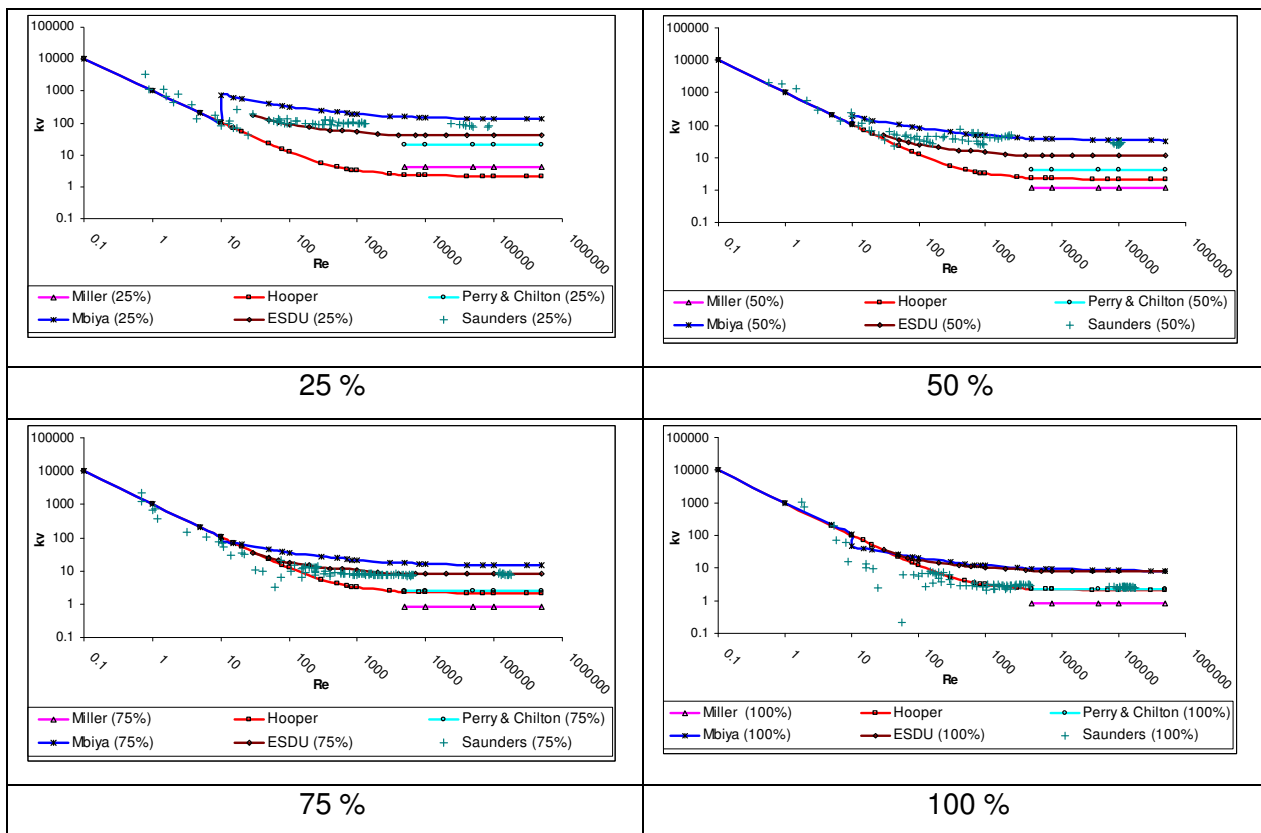 100000
10000
1000
100
10
1
0.1
kv
0.1 1 10 100 1000 10000 100000 1000000
Re
Miller (25%) Hooper Perry & Chilton (25%)
Mbiya (25%) ESDU (25%) Saunders (25%)
25 %
100000
10000
1000
100
10
1
0.1
kv
0.1 1 10 100 1000 10000 100000 1000000
Re
Miller (50%) Hooper Perry & Chilton (50%)
Mbiya (50%) ESDU (50%) Saunders (50%)
50 %
100000
10000
1000
100
10
1
0.1
kv
0.1 1 10 100 1000 10000 100000 1000000
Re
Miller (75%) Hooper Perry & Chilton (75%)
Mbiya (75%) ESDU (75%) Saunders (75%)
75 %
100000
10000
1000
100
10
1
0.1
kv
0.1 1 10 100 1000 10000 100000 1000000
Re
Miller (100%) Hooper Perry & Chilton (100%)
Mbiya (100%) ESDU (100%) Saunders (100%)
100 %